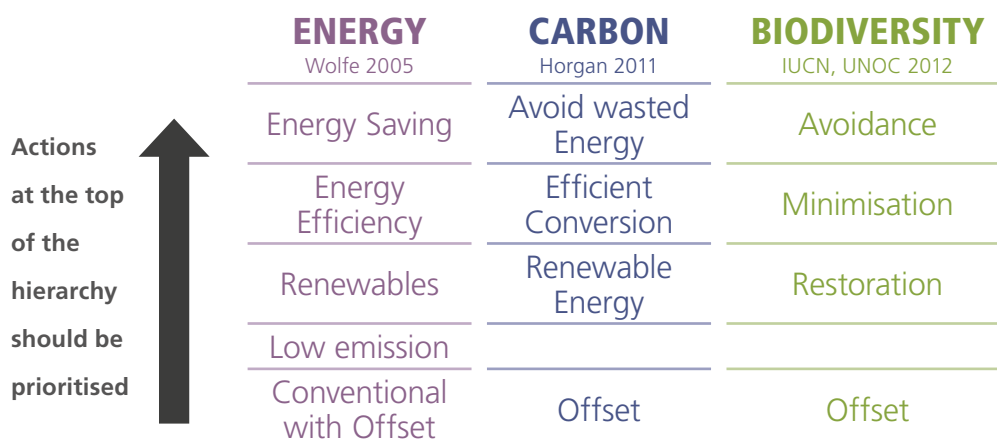 ENERGY
Wolfe 2005
CARBON
Horgan 2011
BIODIVERSITY
IUCN, UNOC 2012
Actions
at the top
of the
hierarchy
should be
prioritised
Energy Saving
Avoid wasted
Energy
Avoidance
Energy
Efficiency
Efficient
Conversion
Minimisation
Renewables
Renewable
Energy
Restoration
Low emission
Conventional
with Offset
Offset
Offset